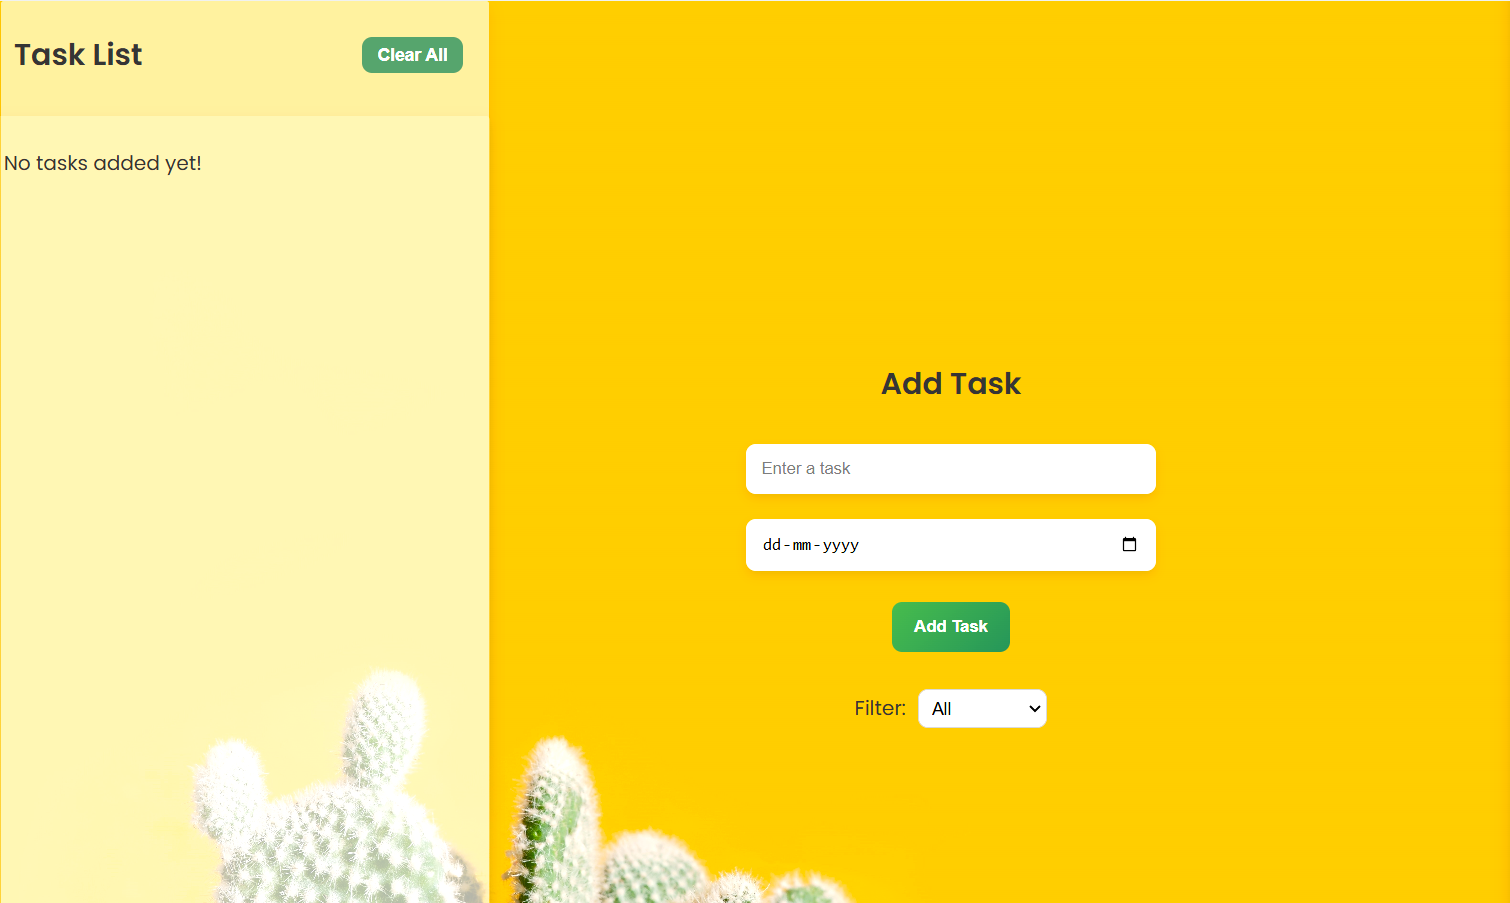 Task List
Clear All
No tasks added yet!
Add Task
Enter a task
dd-mm-yyyy
Add Task
Filter: All